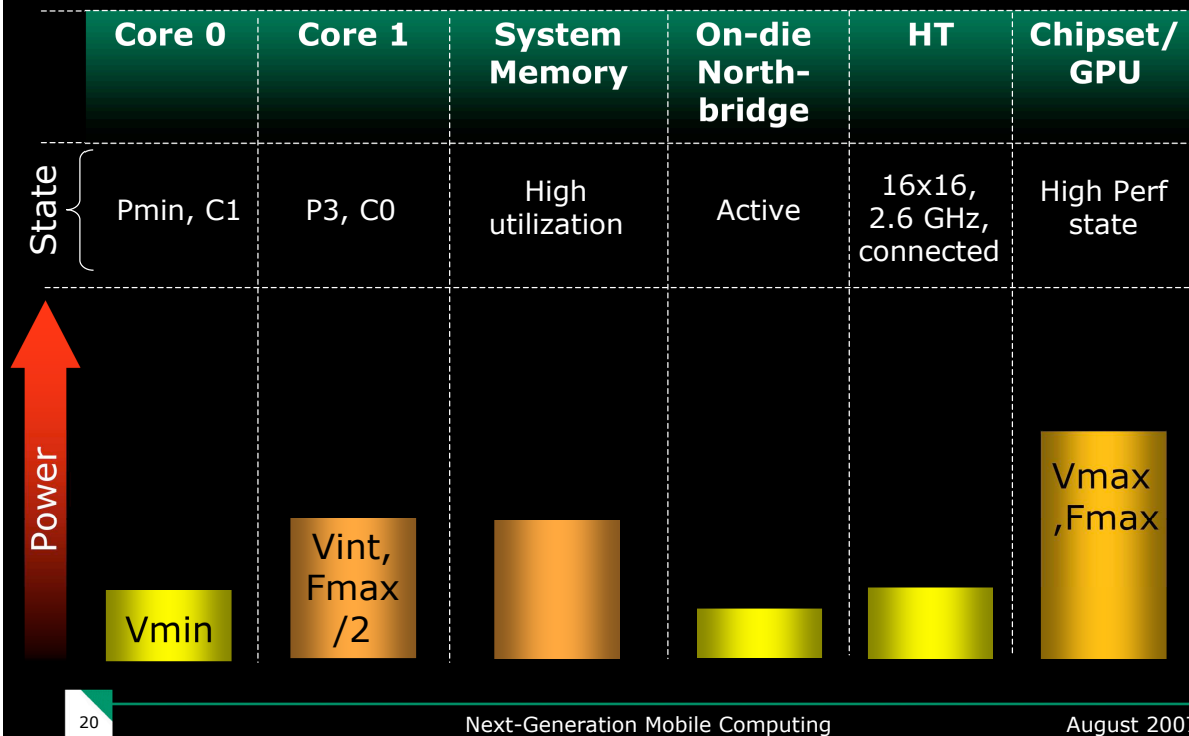 Core 0
Core 1
System
Memory
On-die
North-
bridge
HT
Chipset/
GPU
State
Pmin, C1
P3, C0
High
utilization
Active
16x16,
2.6 GHz,
connected
High Perf
state
Power
Vmin
Vint,
Fmax
/2
Vmax
,Fmax
20
Next-Generation Mobile Computing
August 2007